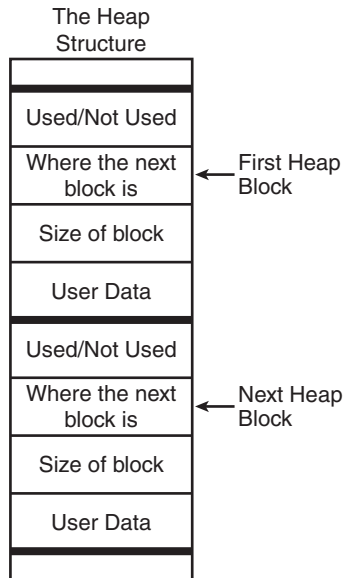 The Heap
Structure
Used/Not Used
Where the next
block is
First Heap
Block
Size of block
User Data
Used/Not Used
Where the next
block is
Next Heap
Block
Size of block
User Data